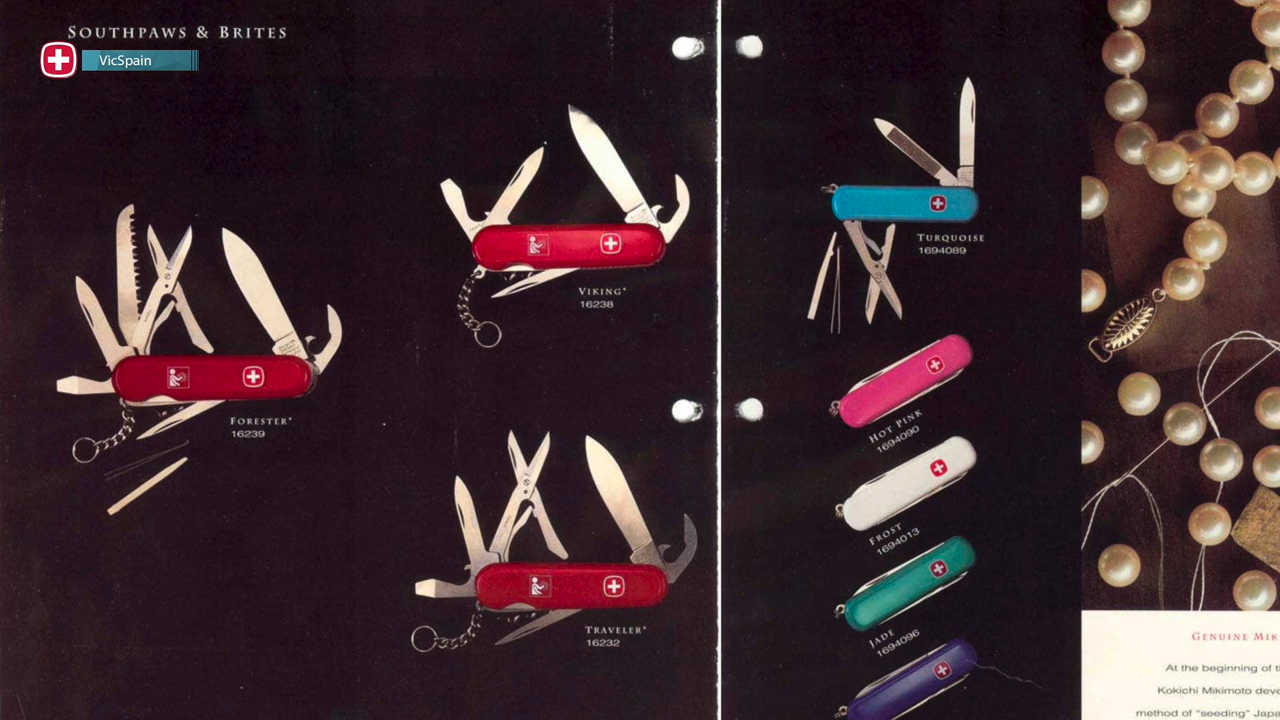 SOUTHPAWS & BRITES
VicSpain
VIKING*
16238
FORESTER*
16239
TRAVELER*
16232
TURQUOISE
1694089
HOT PINK
1694090
FROST
1694013
JADE
1694096
GENUINE MIK
At the beginning of t
Kokichi Mikimoto deve
method of “seeding” Japa